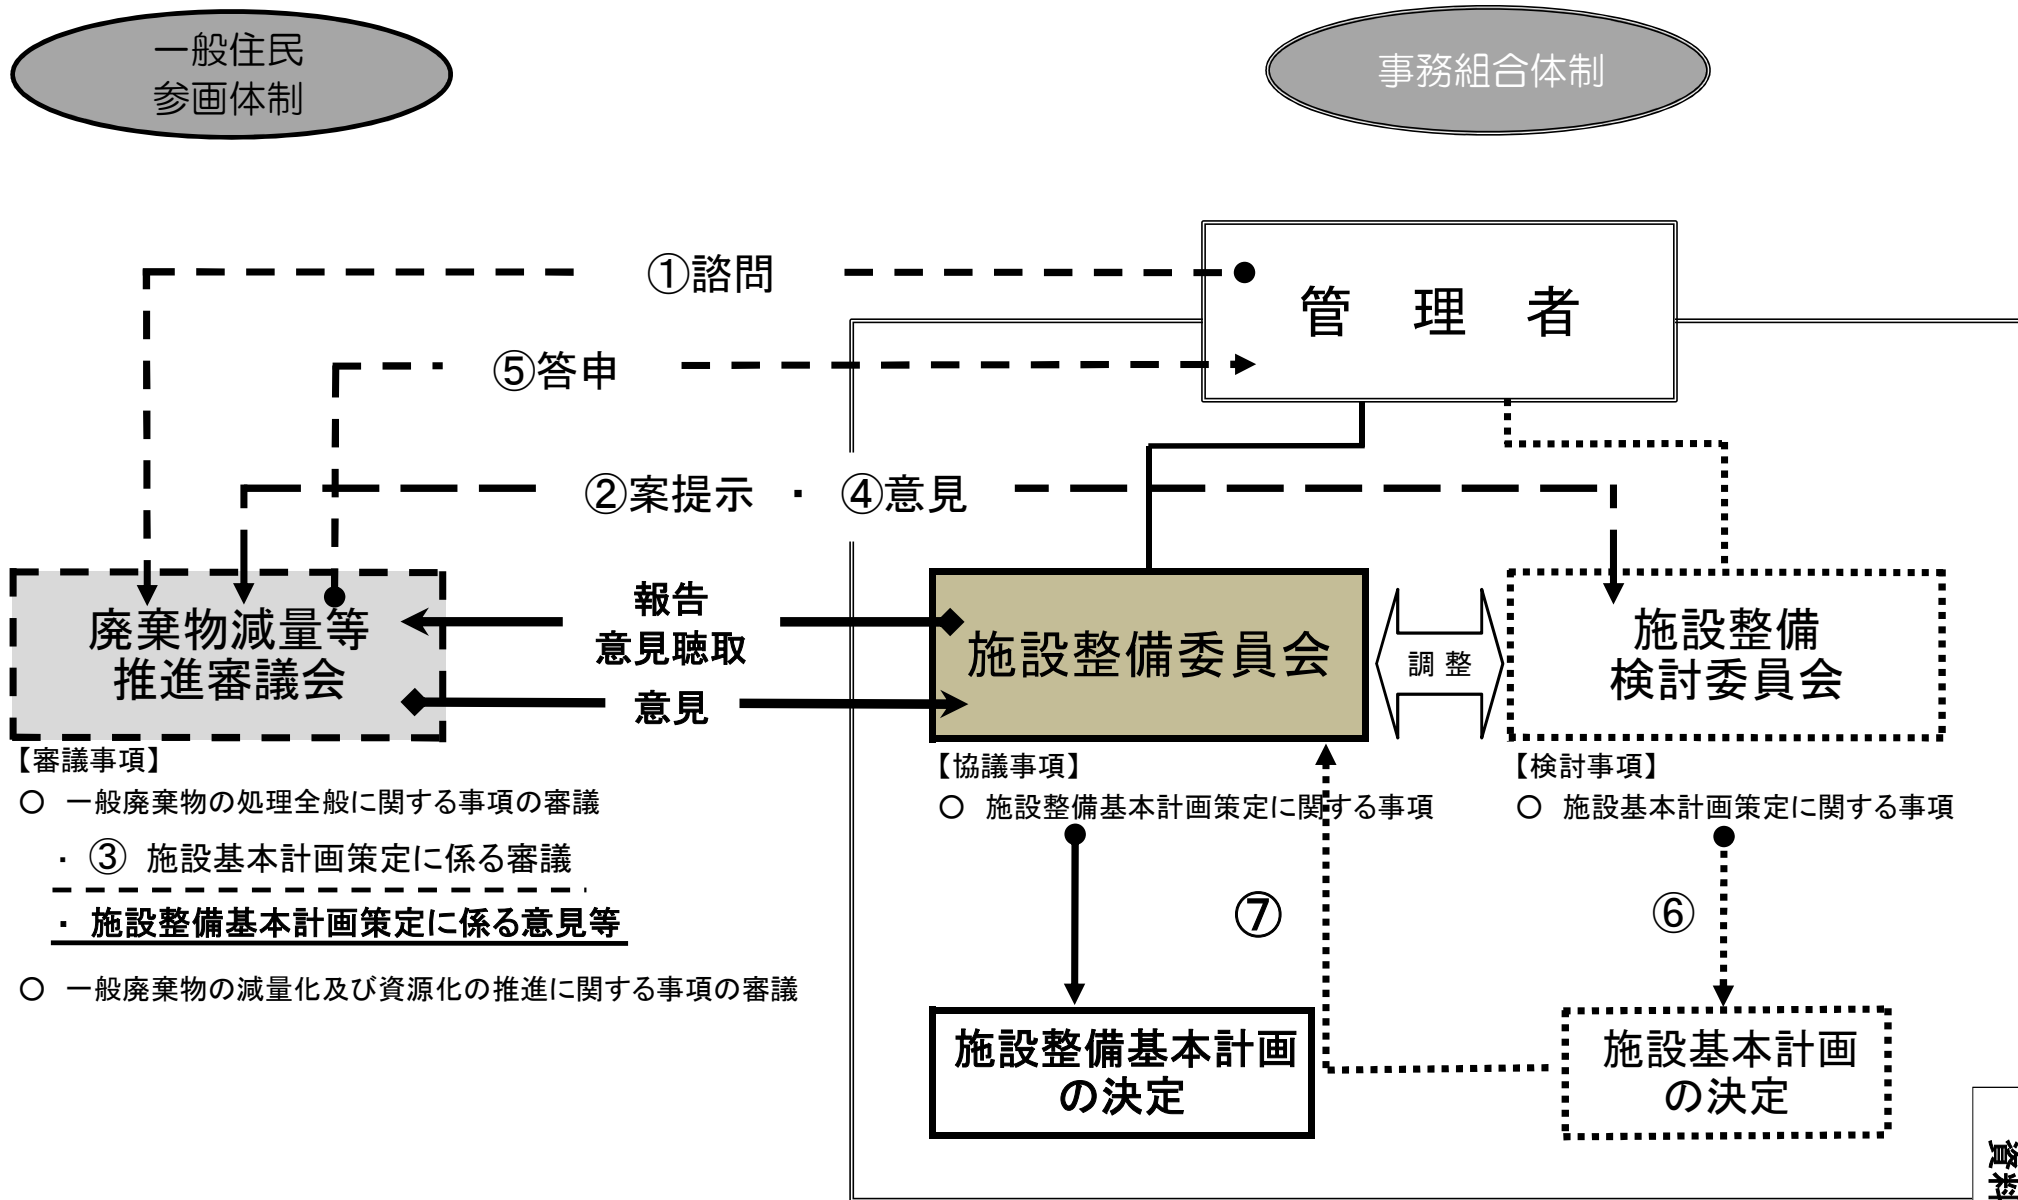 一般住民
参画体制
事務組合体制
①諮問
管 理 者
⑤答申
②案提示 ・ ④意見
廃棄物減量等
推進審議会
報告
意見聴取
意見
施設整備委員会
調 整
施設整備
検討委員会
【審議事項】
○ 一般廃棄物の処理全般に関する事項の審議
・ ③ 施設基本計画策定に係る審議
・ 施設整備基本計画策定に係る意見等
○ 一般廃棄物の減量化及び資源化の推進に関する事項の審議
【協議事項】
○ 施設整備基本計画策定に関する事項
【検討事項】
○ 施設基本計画策定に関する事項
⑦
⑥
施設整備基本計画
の決定
施設基本計画
の決定
資料